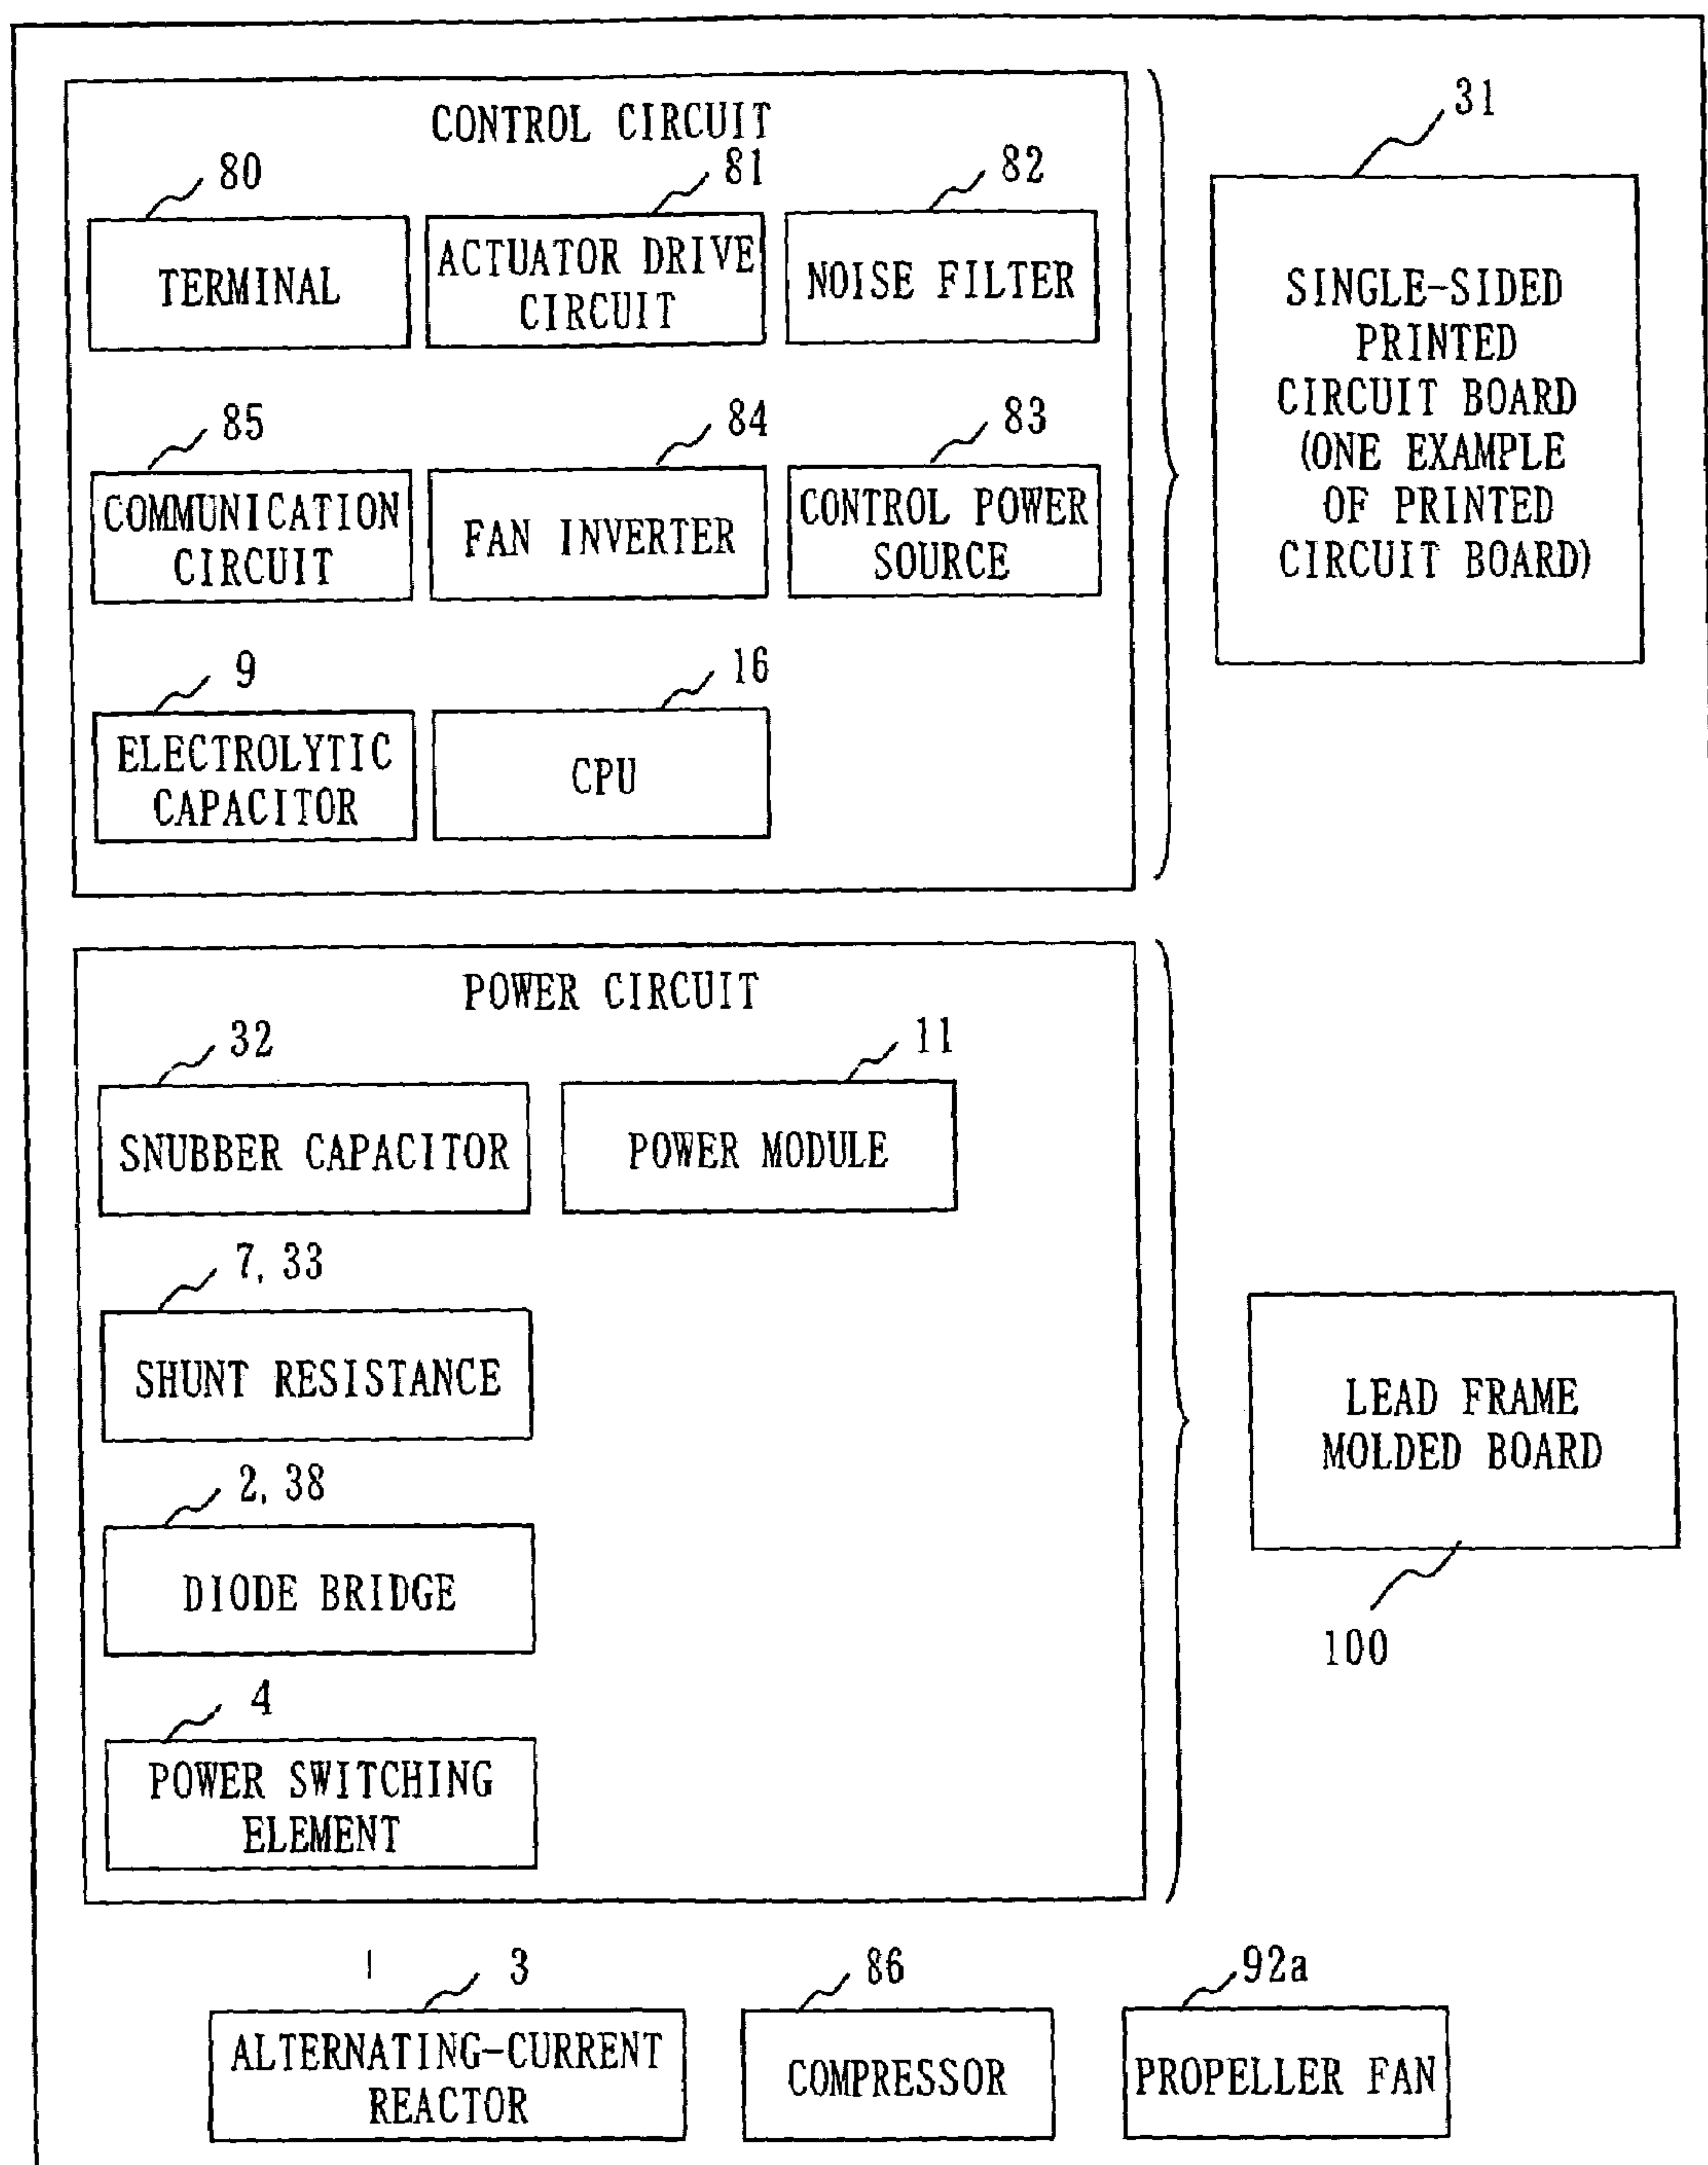 CONTROL CIRCUIT
80
81
82
TERMINAL
ACTUATOR DRIVE
CIRCUIT
NOISE FILTER
85
84
83
COMMUNICATION
CIRCUIT
FAN INVERTER
CONTROL POWER
SOURCE
9
16
ELECTROLYTIC
CAPACITOR
CPU
31
SINGLE-SIDED
PRINTED
CIRCUIT BOARD
(ONE EXAMPLE
OF PRINTED
CIRCUIT BOARD)
POWER CIRCUIT
32
11
SNUBBER CAPACITOR
POWER MODULE
7, 33
SHUNT RESISTANCE
2, 38
DIODE BRIDGE
4
POWER SWITCHING
ELEMENT
LEAD FRAME
MOLDED BOARD
100
3
86
92a
ALTERNATING-CURRENT
REACTOR
COMPRESSOR
PROPELLER FAN